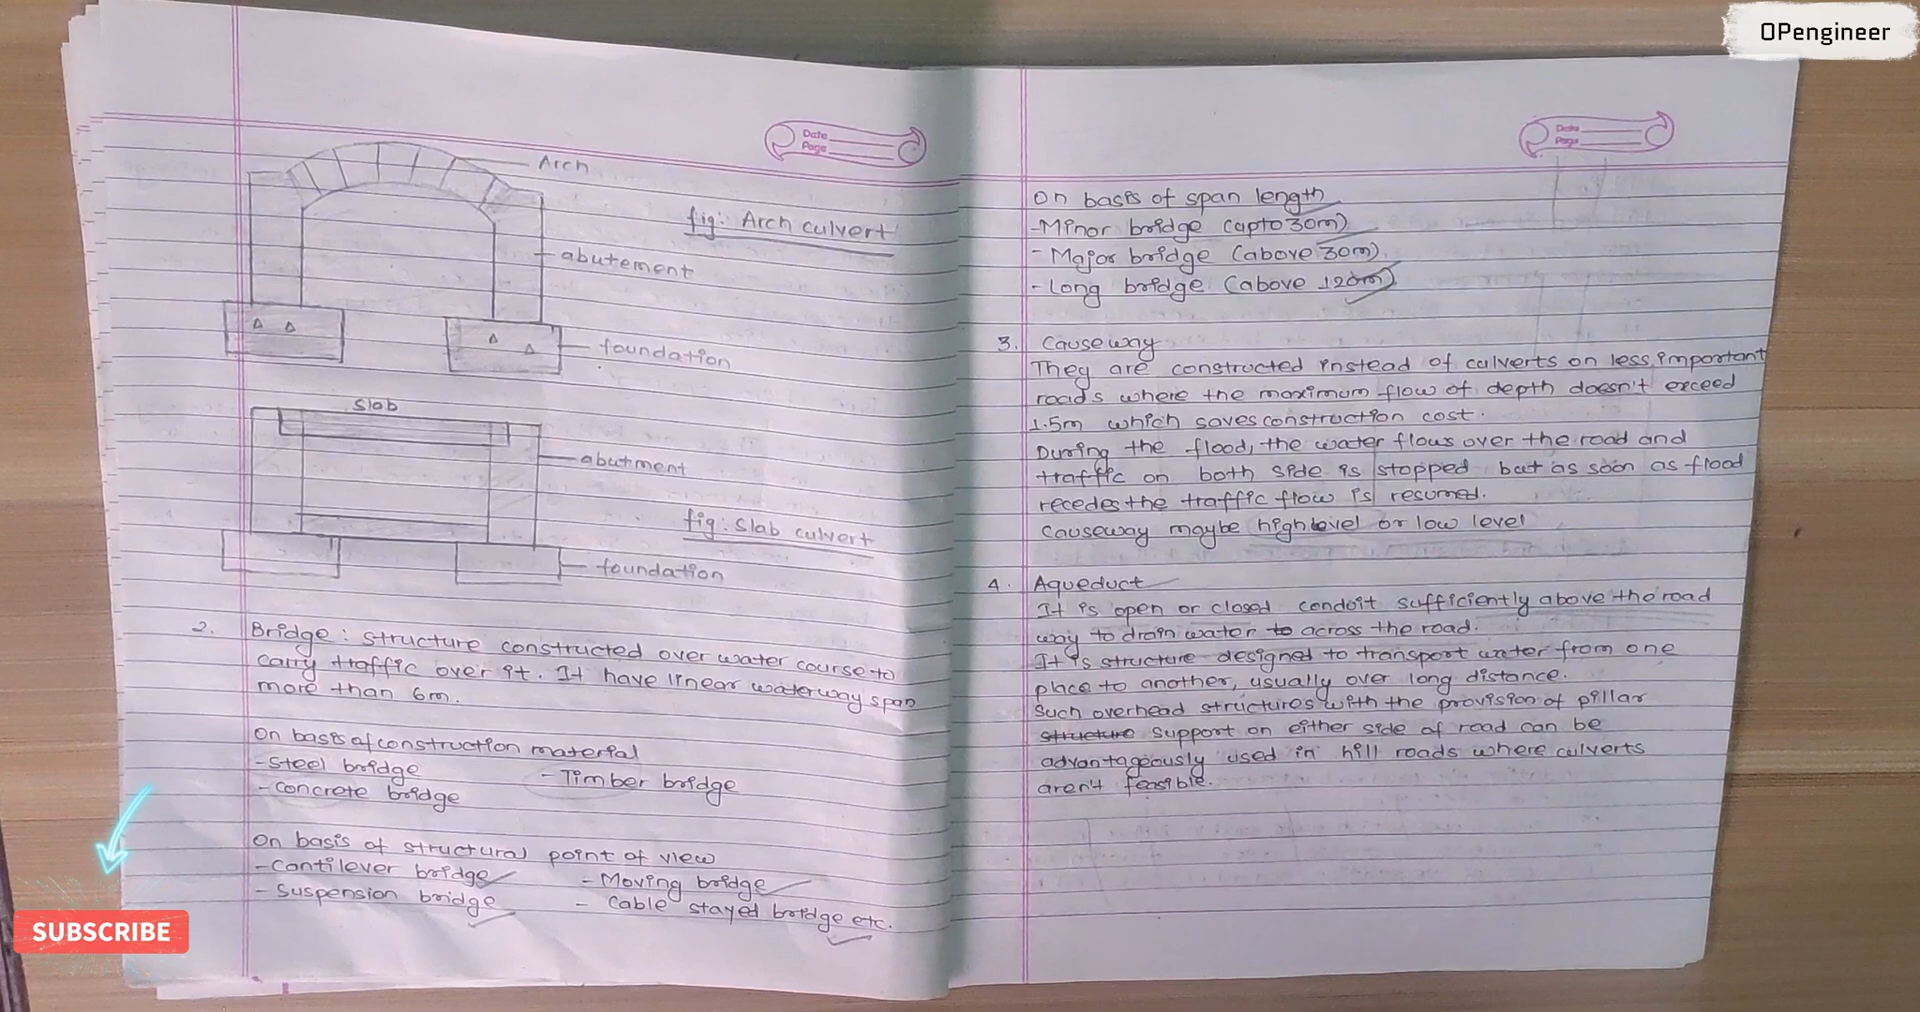 OPengineer
Date
Page
Arch
fig: Arch culvert
abutement
foundation
Slab
abutment
fig: Slab culvert
foundation
2. Bridge: structure constructed over water course to
carry traffic over it. It have linear waterway span
more than 6m.
On basis of construction material
- Steel bridge - Timber bridge
- Concrete bridge
On basis of structural point of view
- Cantilever bridge - Moving bridge
- Suspension bridge - Cable stayed bridge etc.
SUBSCRIBE
Date
Page
On basis of span length
- Minor bridge (upto 30m)
- Major bridge (above 30m)
- Long bridge (above 120m)
3. Causeway
They are constructed instead of culverts on less important
roads where the maximum flow of depth doesn't exceed
1.5m which saves construction cost.
During the flood, the water flows over the road and
traffic on both side is stopped but as soon as flood
recedes the traffic flow is resumed.
Causeway maybe high level or low level
4. Aqueduct
It is open or closed conduit sufficiently above the road
way to drain water to across the road.
It is structure designed to transport water from one
place to another, usually over long distance.
Such overhead structures with the provision of pillar
structure support on either side of road can be
advantageously used in hill roads where culverts
aren't feasible.